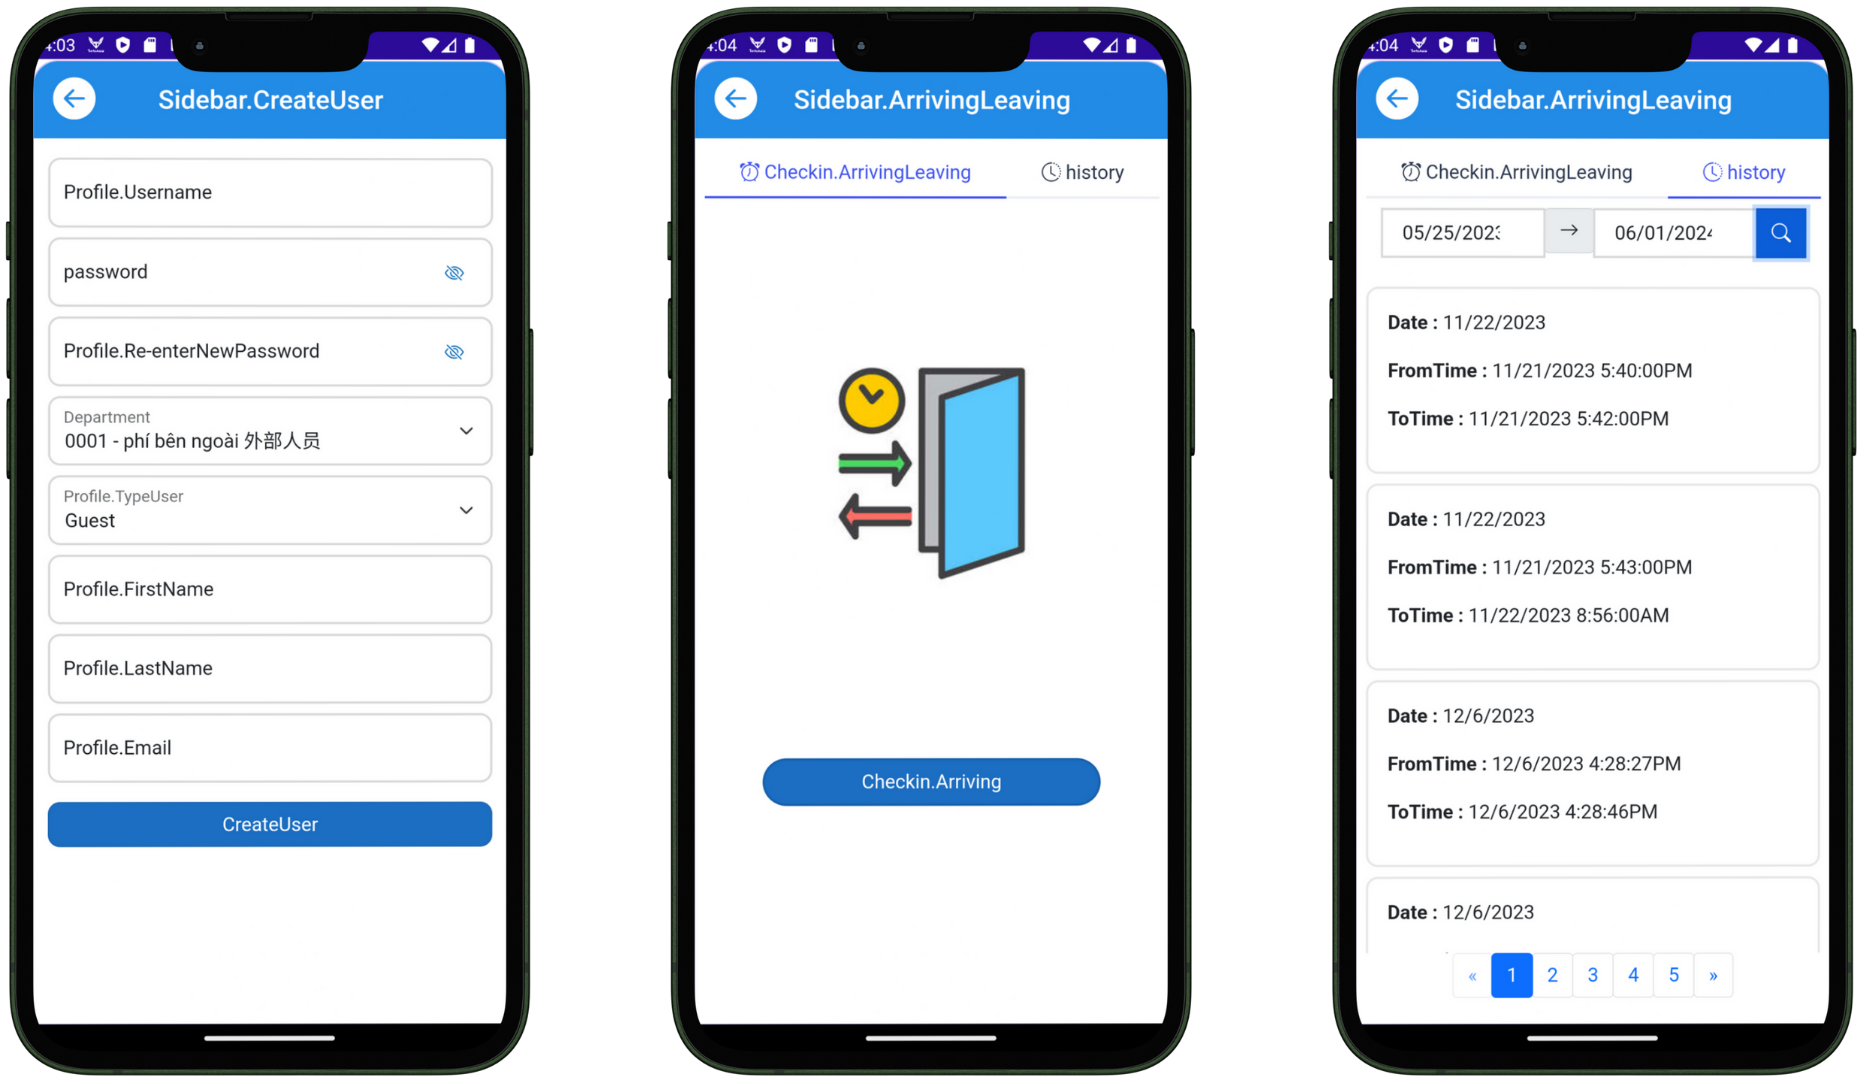 4:03
Sidebar.CreateUser
Profile.Username
password
Profile.Re-enterNewPassword
Department
0001 - phí bên ngoài 外部人员
Profile.TypeUser
Guest
Profile.FirstName
Profile.LastName
Profile.Email
CreateUser
4:04
Sidebar.ArrivingLeaving
Checkin.ArrivingLeaving history
Checkin.Arriving
4:04
Sidebar.ArrivingLeaving
Checkin.ArrivingLeaving history
05/25/2023 → 06/01/2024
Date : 11/22/2023
FromTime : 11/21/2023 5:40:00PM
ToTime : 11/21/2023 5:42:00PM
Date : 11/22/2023
FromTime : 11/21/2023 5:43:00PM
ToTime : 11/22/2023 8:56:00AM
Date : 12/6/2023
FromTime : 12/6/2023 4:28:27PM
ToTime : 12/6/2023 4:28:46PM
Date : 12/6/2023
« 1 2 3 4 5 »